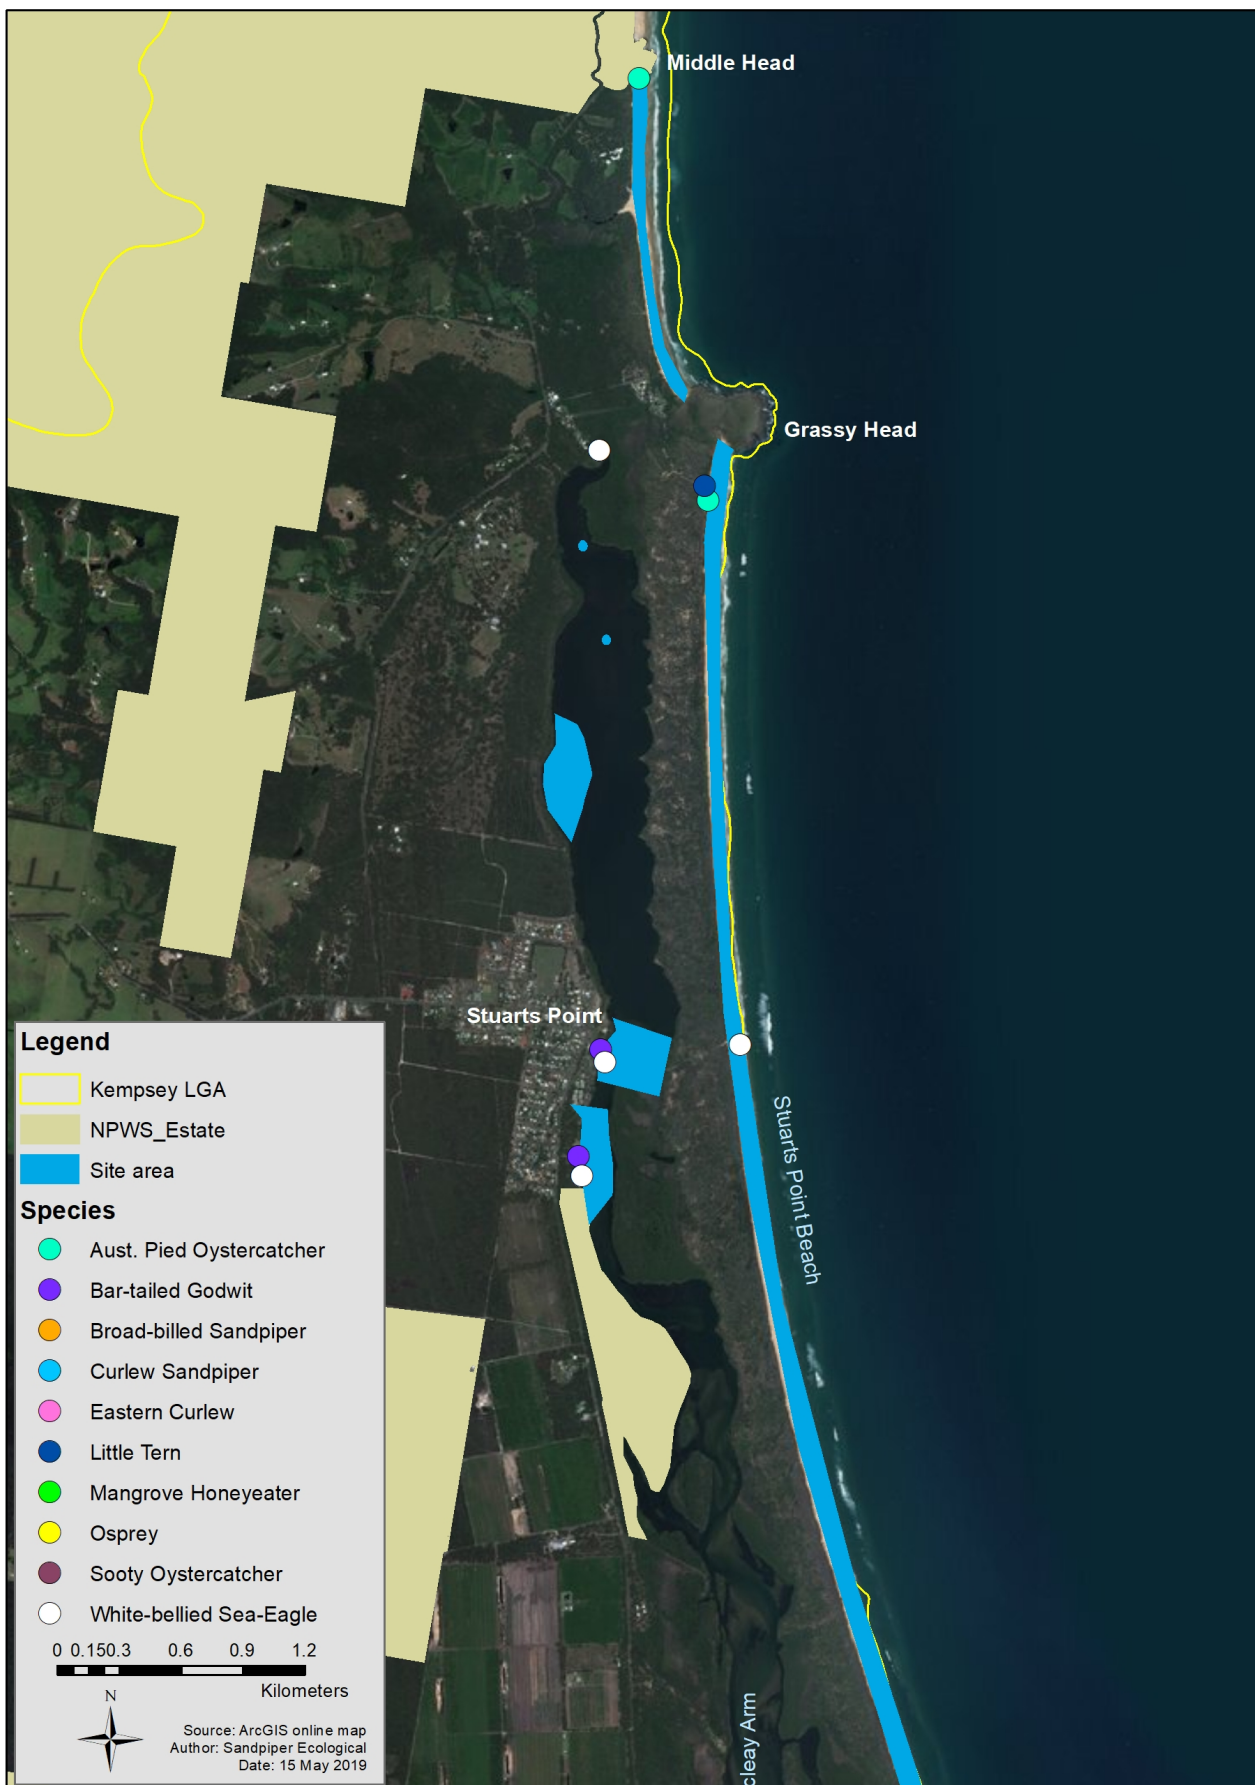 Middle Head
Grassy Head
Stuarts Point
Stuarts Point Beach
cleay Arm
Legend
Kempsey LGA
NPWS_Estate
Site area
Species
Aust. Pied Oystercatcher
Bar-tailed Godwit
Broad-billed Sandpiper
Curlew Sandpiper
Eastern Curlew
Little Tern
Mangrove Honeyeater
Osprey
Sooty Oystercatcher
White-bellied Sea-Eagle
0 0.150.3 0.6 0.9 1.2
Kilometers
N
Source: ArcGIS online map
Author: Sandpiper Ecological
Date: 15 May 2019